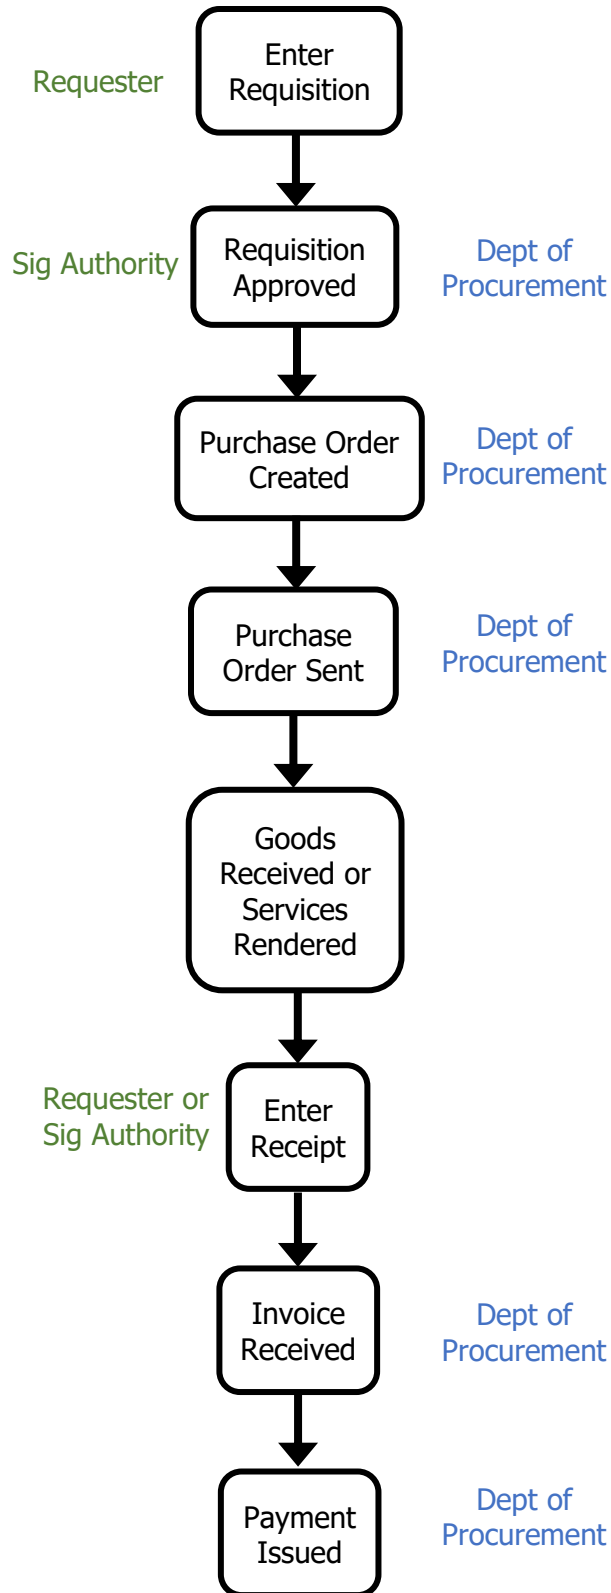 Requester
Enter
Requisition
Sig Authority
Requisition
Approved
Dept of
Procurement
Purchase Order
Created
Dept of
Procurement
Purchase
Order Sent
Dept of
Procurement
Goods
Received or
Services
Rendered
Requester or
Sig Authority
Enter
Receipt
Invoice
Received
Dept of
Procurement
Payment
Issued
Dept of
Procurement